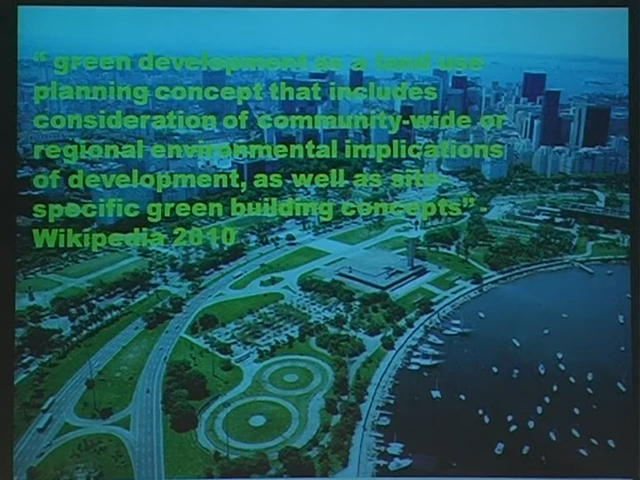 “ green development as a land use
planning concept that includes
consideration of community-wide or
regional environmental implications
of development, as well as site-
specific green building concepts” -
Wikipedia 2010